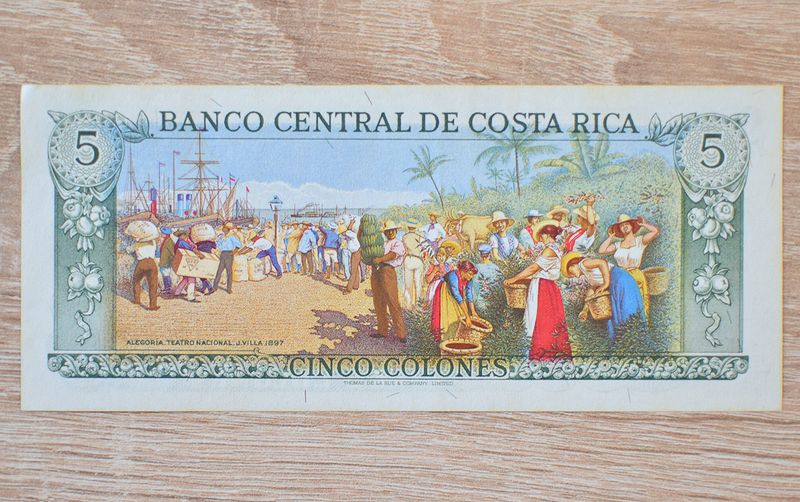 BANCO CENTRAL DE COSTA RICA
5
5
ALEGORIA. TEATRO NACIONAL. J. VILLA 1897
CINCO COLONES
THOMAS DE LA RUE & COMPANY, LIMITED